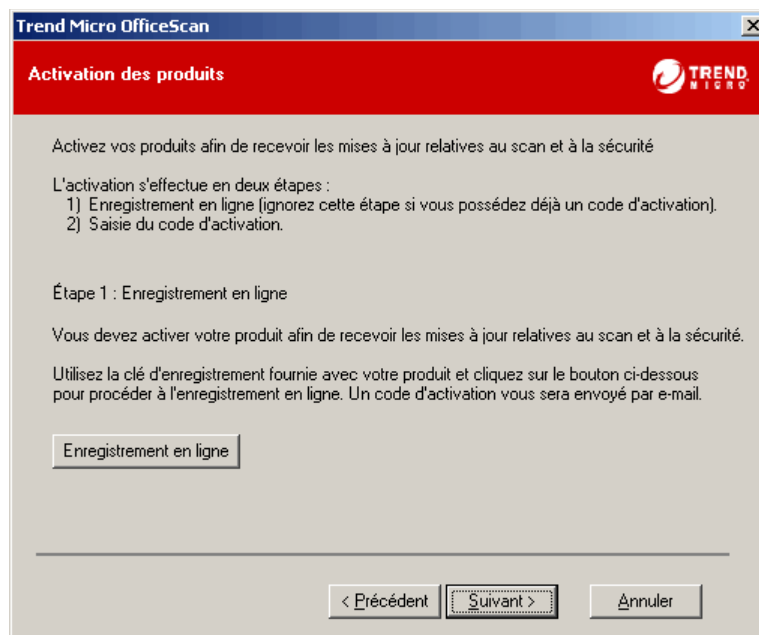 Trend Micro OfficeScan
Activation des produits
TREND
MICRO
Activez vos produits afin de recevoir les mises à jour relatives au scan et à la sécurité
L'activation s'effectue en deux étapes :
1) Enregistrement en ligne (ignorez cette étape si vous possédez déjà un code d'activation).
2) Saisie du code d'activation.
Étape 1 : Enregistrement en ligne
Vous devez activer votre produit afin de recevoir les mises à jour relatives au scan et à la sécurité.
Utilisez la clé d'enregistrement fournie avec votre produit et cliquez sur le bouton ci-dessous
pour procéder à l'enregistrement en ligne. Un code d'activation vous sera envoyé par e-mail.
Enregistrement en ligne
< Précédent Suivant > Annuler